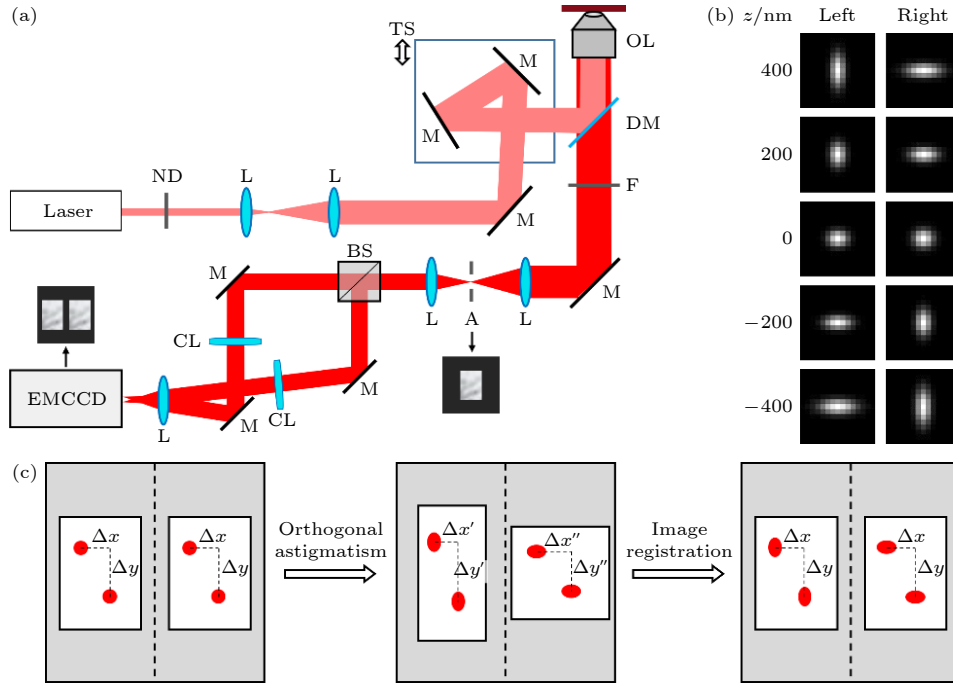 (a)
TS
M
M
OL
DM
F
ND
L
L
Laser
M
BS
M
L
A
L
M
CL
EMCCD
L
M
CL
M
(b)
z/nm
Left
Right
400
200
0
−200
−400
(c)
Δx
Δy
Δx
Δy
Orthogonal
astigmatism
Δx′
Δy′
Δx″
Δy″
Image
registration
Δx
Δy
Δx
Δy